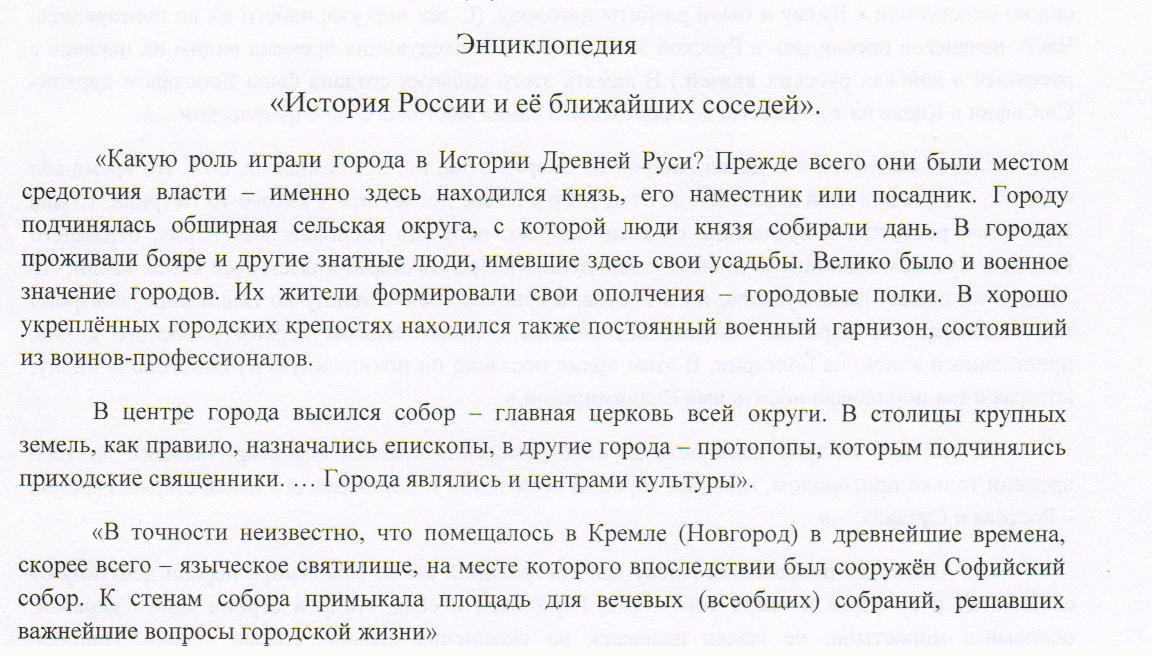 Энциклопедия
«История России и её ближайших соседей».
«Какую роль играли города в Истории Древней Руси? Прежде всего они были местом
средоточия власти – именно здесь находился князь, его наместник или посадник. Городу
подчинялась обширная сельская округа, с которой люди князя собирали дань. В городах
проживали бояре и другие знатные люди, имевшие здесь свои усадьбы. Велико было и военное
значение городов. Их жители формировали свои ополчения – городовые полки. В хорошо
укреплённых городских крепостях находился также постоянный военный гарнизон, состоявший
из воинов-профессионалов.
В центре города высился собор – главная церковь всей округи. В столицы крупных
земель, как правило, назначались епископы, в другие города – протопопы, которым подчинялись
приходские священники. … Города являлись и центрами культуры».
«В точности неизвестно, что помещалось в Кремле (Новгород) в древнейшие времена,
скорее всего – языческое святилище, на месте которого впоследствии был сооружён Софийский
собор. К стенам собора примыкала площадь для вечевых (всеобщих) собраний, решавших
важнейшие вопросы городской жизни»